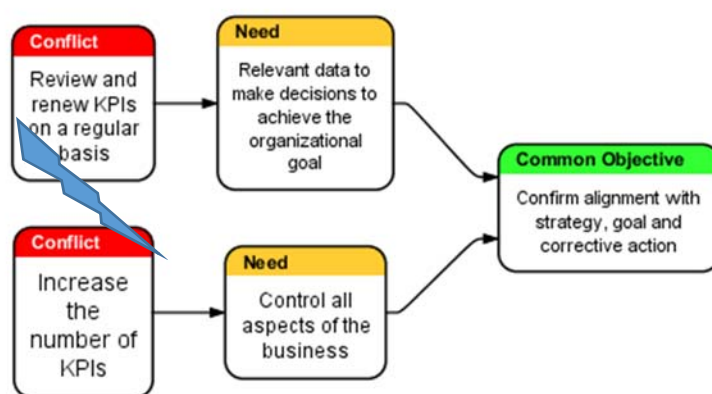 Conflict
Review and
renew KPIs
on a regular
basis
Need
Relevant data to
make decisions to
achieve the
organizational
goal
Common Objective
Confirm alignment with
strategy, goal and
corrective action
Conflict
Increase
the
number of
KPIs
Need
Control all
aspects of the
business